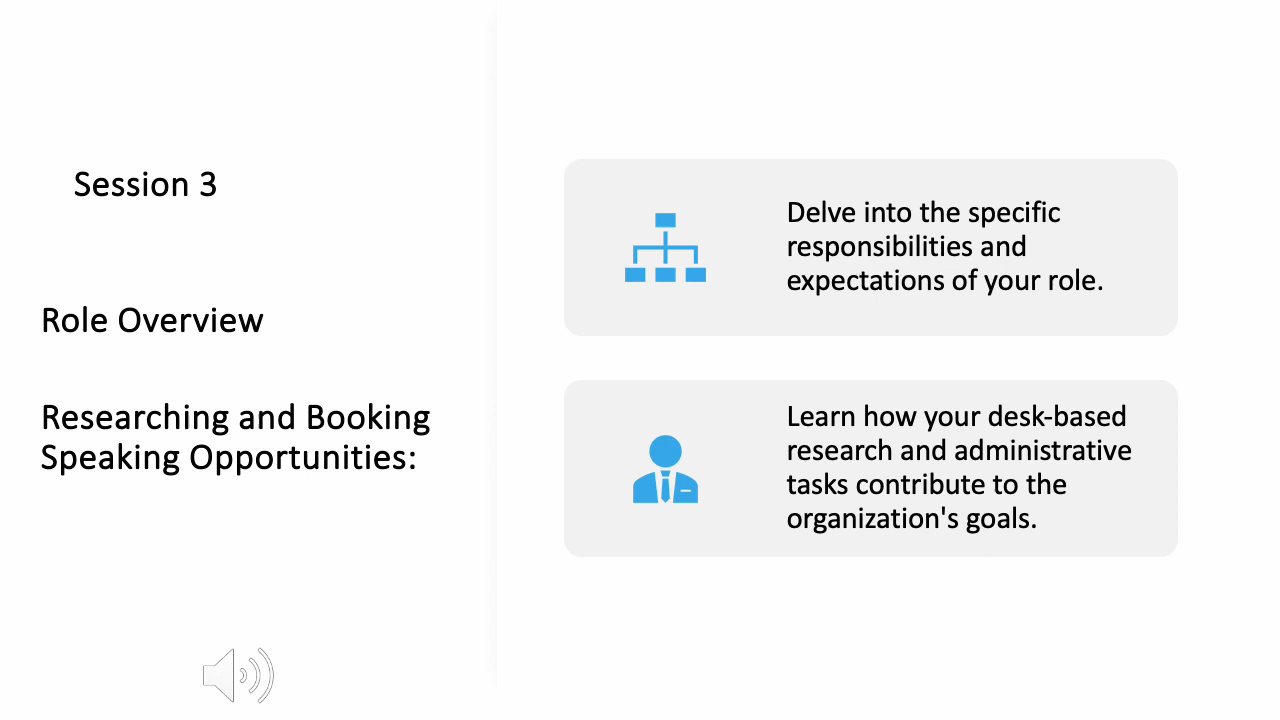 Session 3
Role Overview
Researching and Booking
Speaking Opportunities:
Delve into the specific
responsibilities and
expectations of your role.
Learn how your desk-based
research and administrative
tasks contribute to the
organization's goals.